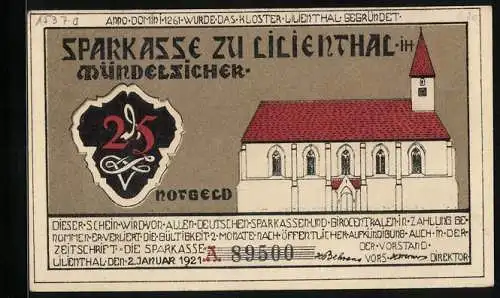 1537a
ANNO DOMINI 1261 WURDE DAS KLOSTER LILIENTHAL GEGRÜNDET.
SPARKASSE ZU LILIENTHAL · IH
MÜNDELSICHER ·
25
NOTGELD
DIESER SCHEIN WIRD VON ALLEN DEUTSCHEN SPARKASSEN UND GIROCENTRALEN IN ZAHLUNG GE-
NOMMEN ER VERLIERT DIE GÜLTIGKEIT 2 MONATE NACH ÖFFENTLICHER AUFKÜNDIGUNG AUCH IN DER
ZEITSCHRIFT · DIE SPARKASSE · DER VORSTAND
LILIENTHAL DEN 2. JANUAR 1921 A 89500 Behrens VORS. DIREKTOR